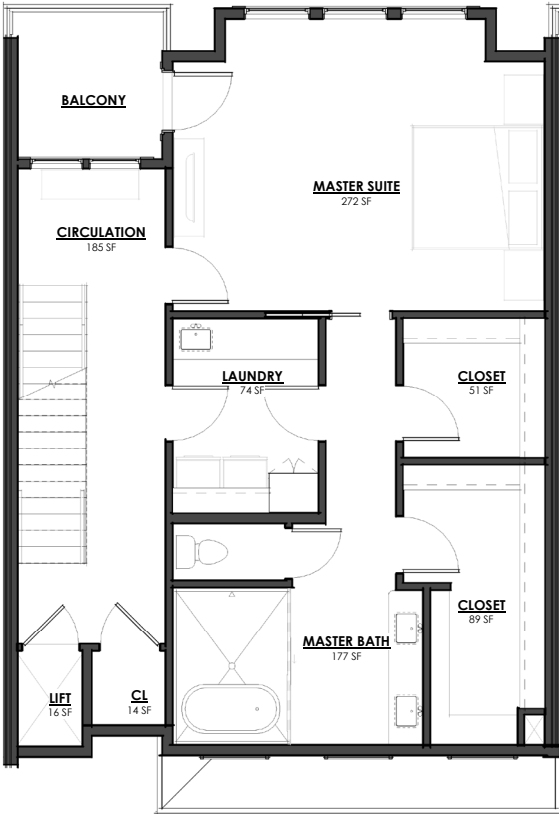 BALCONY
MASTER SUITE
272 SF
CIRCULATION
185 SF
LAUNDRY
74 SF
CLOSET
51 SF
CLOSET
89 SF
MASTER BATH
177 SF
LIFT
16 SF
CL
14 SF